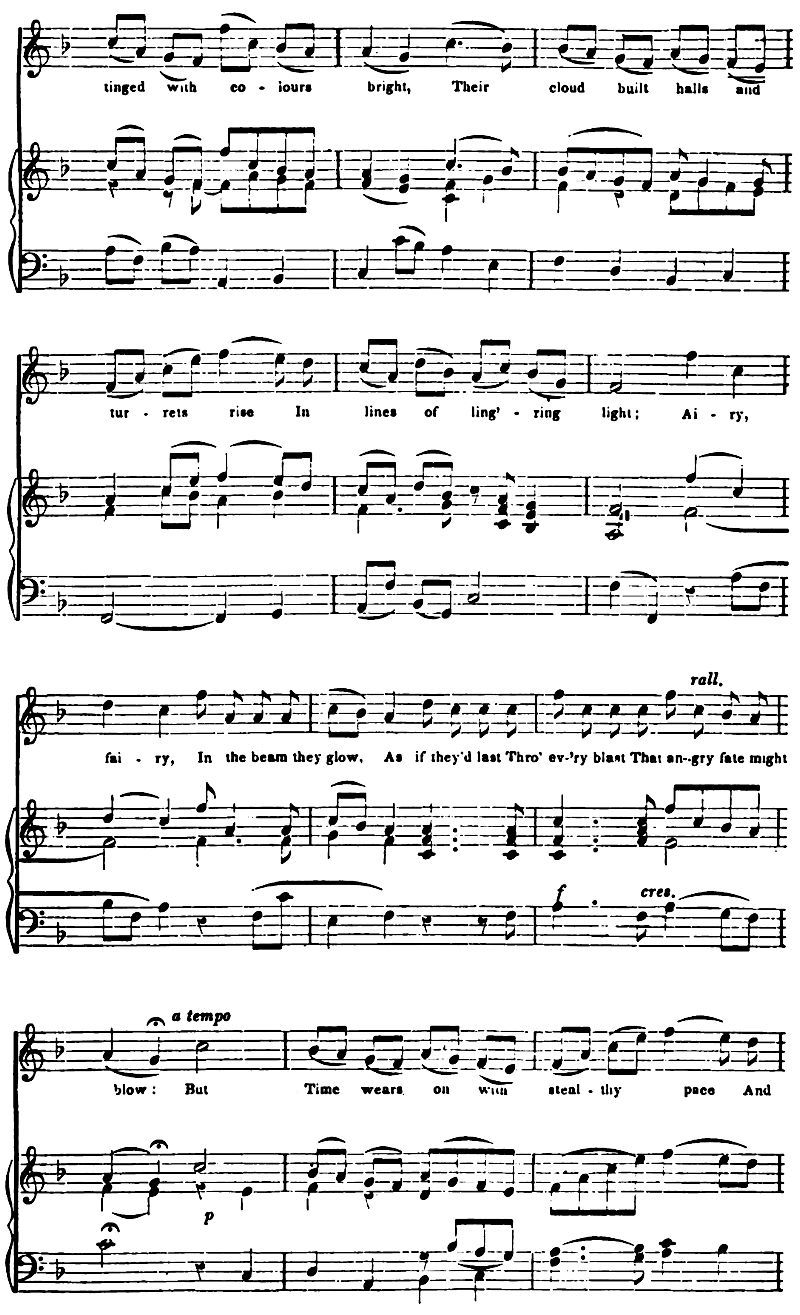 tinged with co - lours bright, Their cloud built halls and
tur - rets rise In lines of ling' - ring light; Ai - ry,
rall.
fai - ry, In the beam they glow, As if they'd last Thro' ev-'ry blast That an-gry fate might
f cres.
a tempo
blow: But Time wears on with steal - thy pace And
p